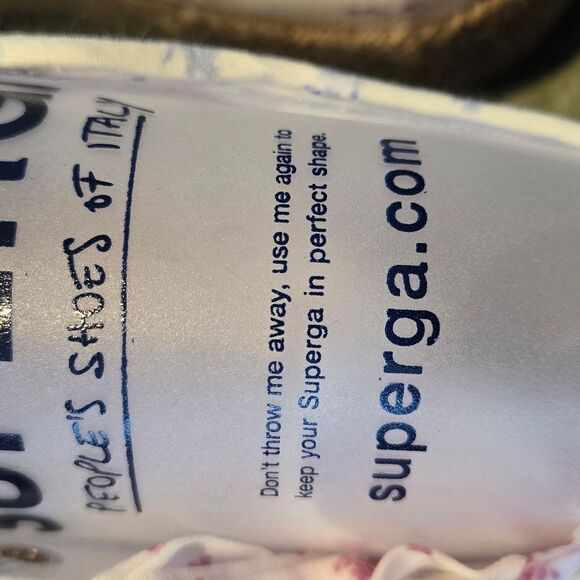 PEOPLE'S SHOES OF ITALY
Don't throw me away, use me again to
keep your Superga in perfect shape.
superga.com